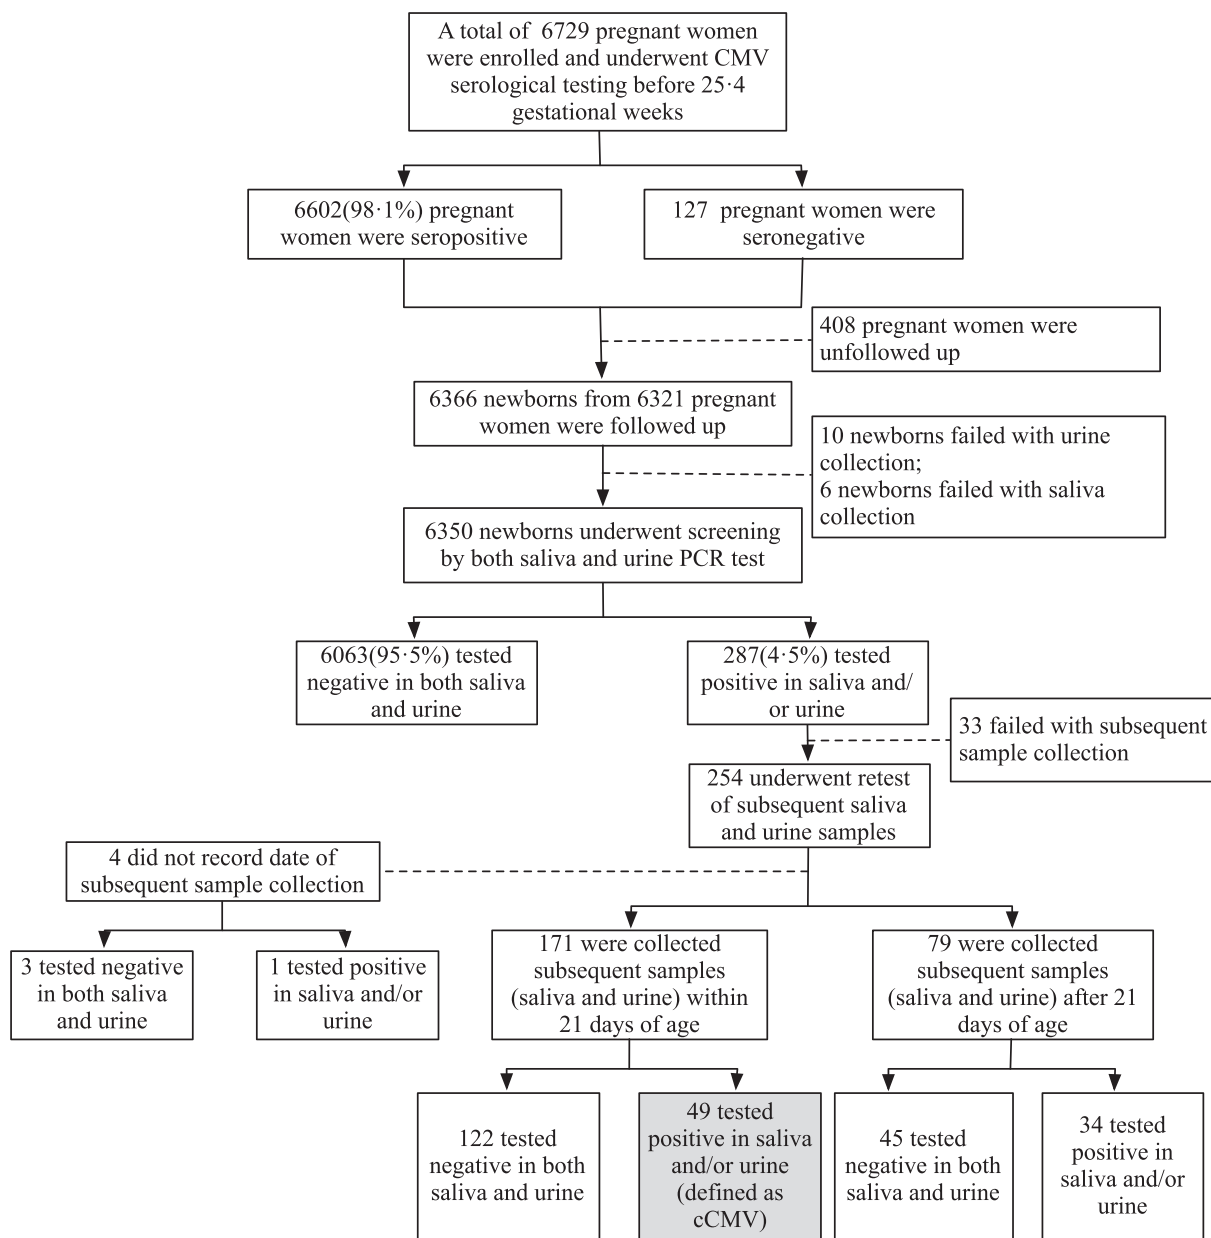 A total of 6729 pregnant women
were enrolled and underwent CMV
serological testing before 25·4
gestational weeks
6602(98·1%) pregnant
women were seropositive
127 pregnant women were
seronegative
408 pregnant women were
unfollowed up
6366 newborns from 6321 pregnant
women were followed up
10 newborns failed with urine
collection;
6 newborns failed with saliva
collection
6350 newborns underwent screening
by both saliva and urine PCR test
6063(95·5%) tested
negative in both saliva
and urine
287(4·5%) tested
positive in saliva and/
or urine
33 failed with subsequent
sample collection
254 underwent retest
of subsequent saliva
and urine samples
4 did not record date of
subsequent sample collection
3 tested negative
in both saliva
and urine
1 tested positive
in saliva and/or
urine
171 were collected
subsequent samples
(saliva and urine) within
21 days of age
79 were collected
subsequent samples
(saliva and urine) after 21
days of age
122 tested
negative in both
saliva and urine
49 tested
positive in saliva
and/or urine
(defined as
cCMV)
45 tested
negative in both
saliva and urine
34 tested
positive in
saliva and/or
urine